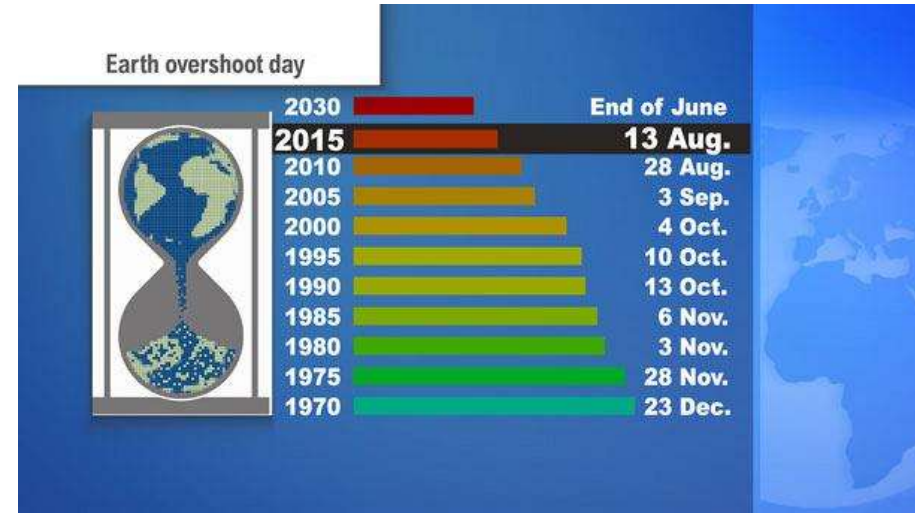 Earth overshoot day
2030 End of June
2015 13 Aug.
2010 28 Aug.
2005 3 Sep.
2000 4 Oct.
1995 10 Oct.
1990 13 Oct.
1985 6 Nov.
1980 3 Nov.
1975 28 Nov.
1970 23 Dec.